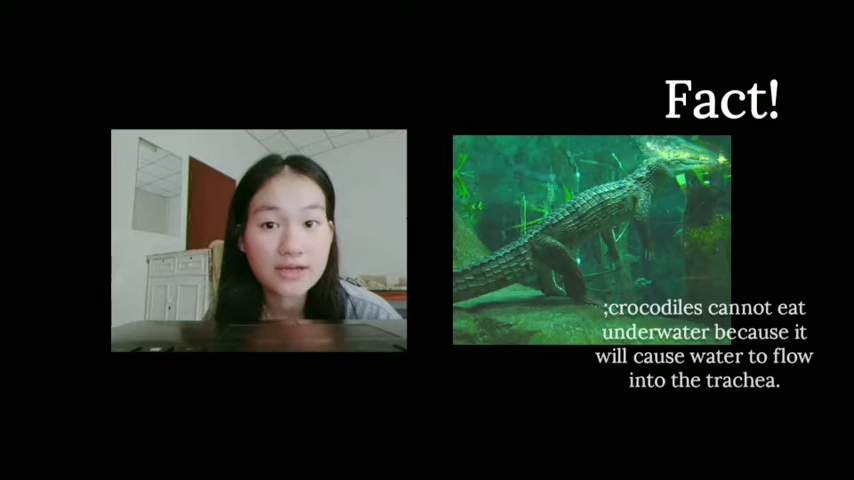 Fact!
;crocodiles cannot eat
underwater because it
will cause water to flow
into the trachea.